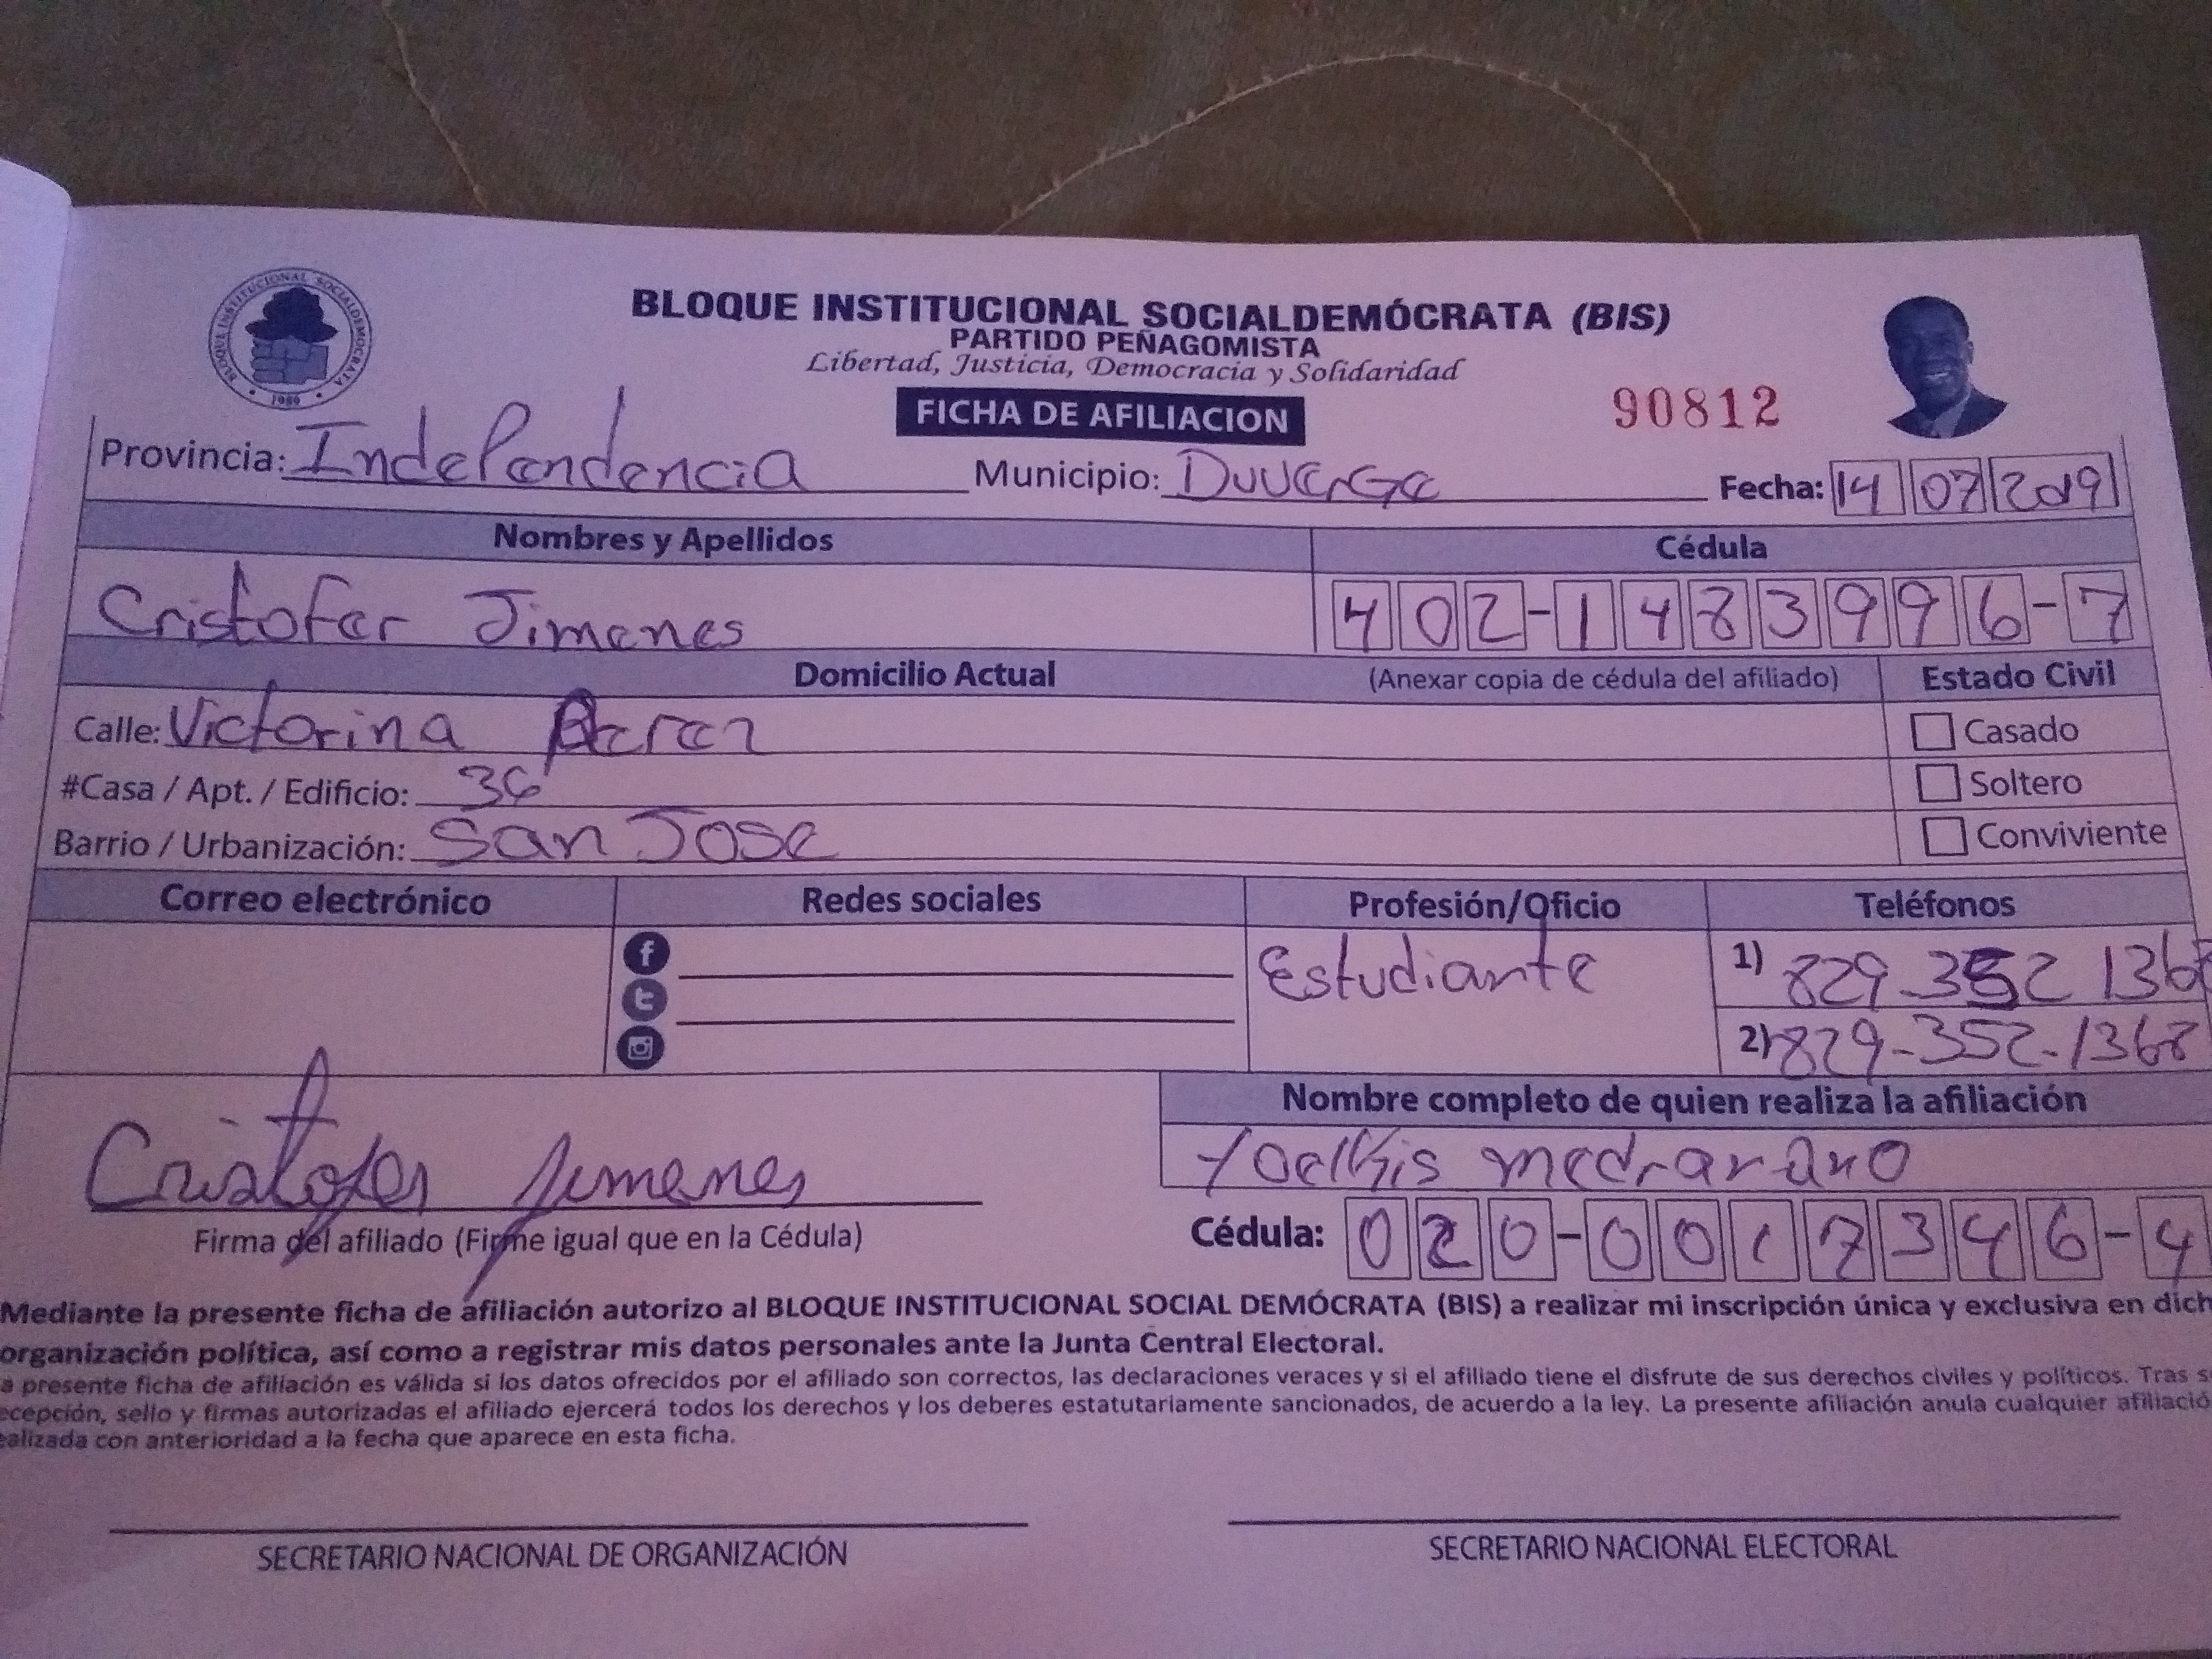 BLOQUE INSTITUCIONAL SOCIALDEMOCRATA
1989
BLOQUE INSTITUCIONAL SOCIALDEMÓCRATA (BIS)
PARTIDO PEÑAGOMISTA
Libertad, Justicia, Democracia y Solidaridad
FICHA DE AFILIACION
90812
Provincia: Independencia Municipio: Duverge Fecha: 14 07 2019
Nombres y Apellidos Cédula
Cristofer Jimenes 402-1483996-7
Domicilio Actual (Anexar copia de cédula del afiliado) Estado Civil
Calle: Victorina Perez Casado
#Casa / Apt. / Edificio: 36 Soltero
Barrio / Urbanización: San Jose Conviviente
Correo electrónico Redes sociales Profesión/Oficio Teléfonos
Estudiante 1) 829-352 1368
2) 829-352-1368
Nombre completo de quien realiza la afiliación
Cristofer Jimenes
Firma del afiliado (Firme igual que en la Cédula)
Cédula: 020-0017346-4
Mediante la presente ficha de afiliación autorizo al BLOQUE INSTITUCIONAL SOCIAL DEMÓCRATA (BIS) a realizar mi inscripción única y exclusiva en dich
organización política, así como a registrar mis datos personales ante la Junta Central Electoral.
a presente ficha de afiliación es válida si los datos ofrecidos por el afiliado son correctos, las declaraciones veraces y si el afiliado tiene el disfrute de sus derechos civiles y políticos. Tras s
ecepción, sello y firmas autorizadas el afiliado ejercerá todos los derechos y los deberes estatutariamente sancionados, de acuerdo a la ley. La presente afiliación anula cualquier afiliació
ealizada con anterioridad a la fecha que aparece en esta ficha.
SECRETARIO NACIONAL DE ORGANIZACIÓN SECRETARIO NACIONAL ELECTORAL